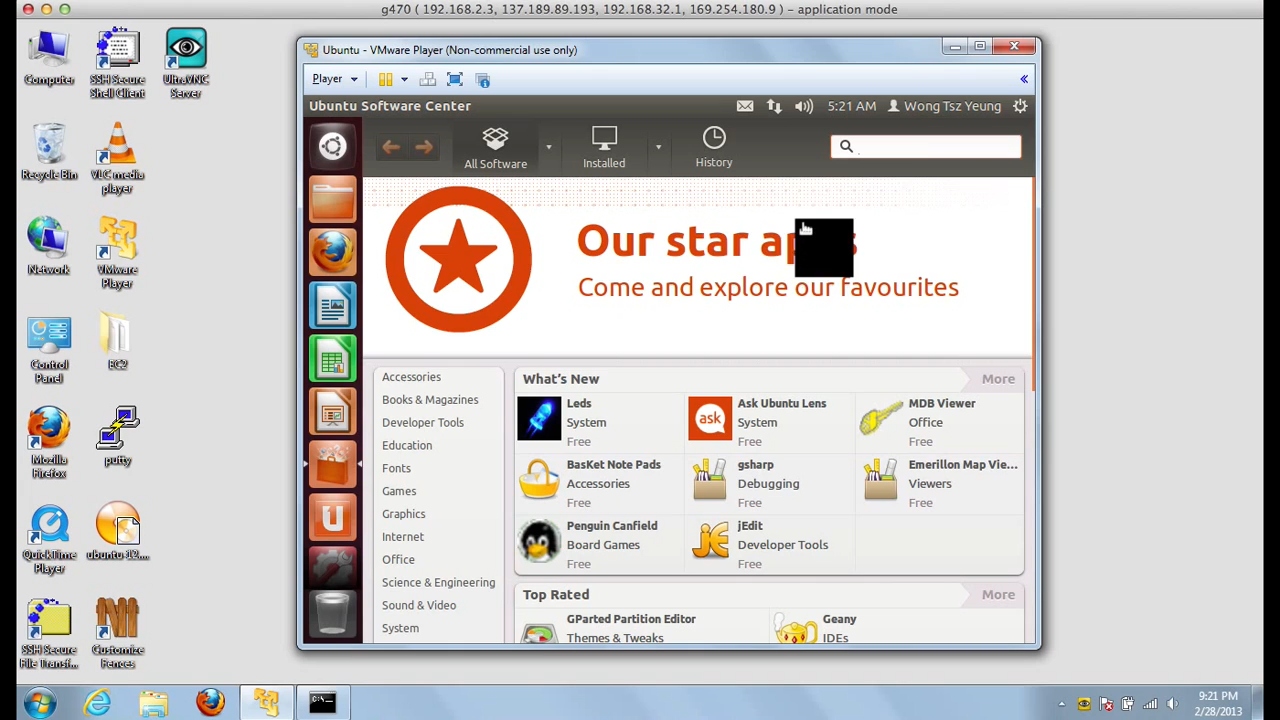 g470 ( 192.168.2.3, 137.189.89.193, 192.168.32.1, 169.254.180.9 ) – application mode
Computer
SSH Secure Shell Client
UltraVNC Server
Recycle Bin
VLC media player
Network
VMware Player
Control Panel
EC2
Mozilla Firefox
putty
QuickTime Player
ubuntu-12....
SSH Secure File Transf...
Customize Fences
Ubuntu - VMware Player (Non-commercial use only)
Player
Ubuntu Software Center
5:21 AM
Wong Tsz Yeung
All Software
Installed
History
Our star apps
Come and explore our favourites
Accessories
Books & Magazines
Developer Tools
Education
Fonts
Games
Graphics
Internet
Office
Science & Engineering
Sound & Video
System
What's New
More
Leds
System
Free
Ask Ubuntu Lens
System
Free
MDB Viewer
Office
Free
BasKet Note Pads
Accessories
Free
gsharp
Debugging
Free
Emerillon Map Vie...
Viewers
Free
Penguin Canfield
Board Games
Free
jEdit
Developer Tools
Free
Top Rated
More
GParted Partition Editor
Themes & Tweaks
Geany
IDEs
ask
U
JE
C:\
9:21 PM
2/28/2013